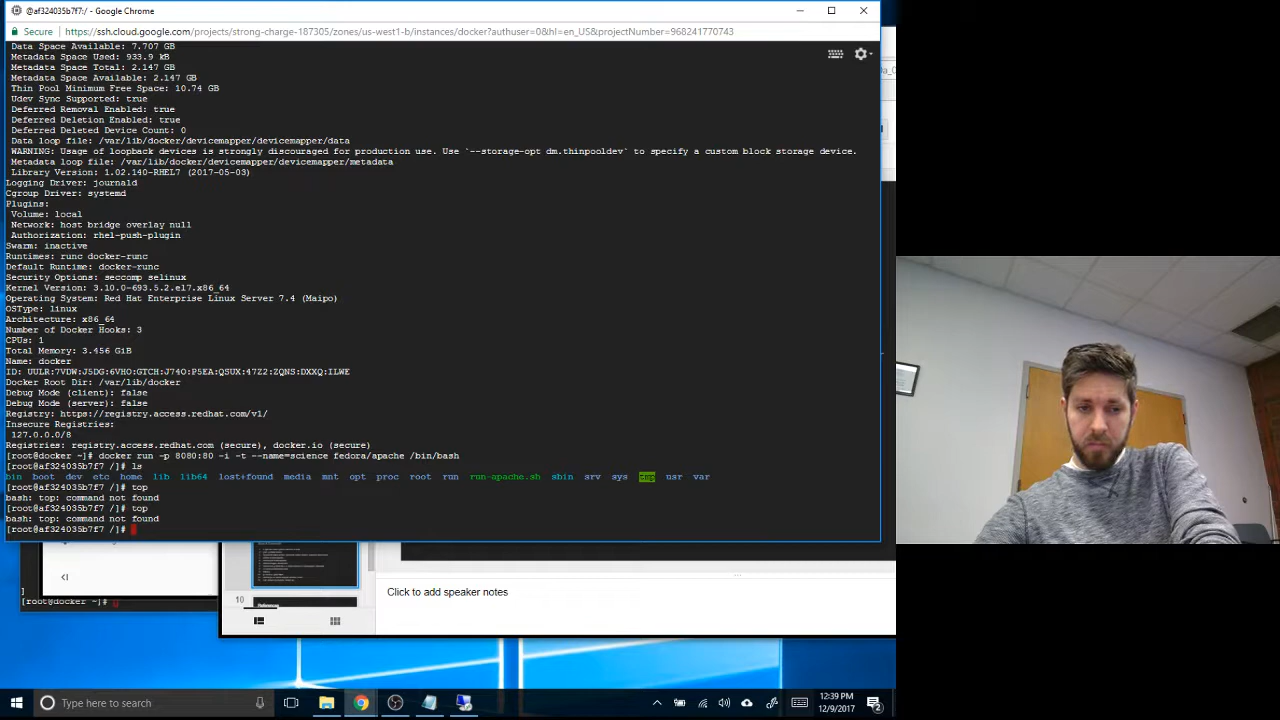 @af324035b7f7:/ - Google Chrome
Secure https://ssh.cloud.google.com/projects/strong-charge-187305/zones/us-west1-b/instances/docker?authuser=0&hl=en_US&projectNumber=968241770743
Data Space Available: 7.707 GB
Metadata Space Used: 933.9 kB
Metadata Space Total: 2.147 GB
Metadata Space Available: 2.147 GB
Thin Pool Minimum Free Space: 10.74 GB
Udev Sync Supported: true
Deferred Removal Enabled: true
Deferred Deletion Enabled: true
Deferred Deleted Device Count: 0
Data loop file: /var/lib/docker/devicemapper/devicemapper/data
WARNING: Usage of loopback devices is strongly discouraged for production use. Use `--storage-opt dm.thinpooldev` to specify a custom block storage device.
Metadata loop file: /var/lib/docker/devicemapper/devicemapper/metadata
Library Version: 1.02.140-RHEL7 (2017-05-03)
Logging Driver: journald
Cgroup Driver: systemd
Plugins:
Volume: local
Network: host bridge overlay null
Authorization: rhel-push-plugin
Swarm: inactive
Runtimes: runc docker-runc
Default Runtime: docker-runc
Security Options: seccomp selinux
Kernel Version: 3.10.0-693.5.2.el7.x86_64
Operating System: Red Hat Enterprise Linux Server 7.4 (Maipo)
OSType: linux
Architecture: x86_64
Number of Docker Hooks: 3
CPUs: 1
Total Memory: 3.456 GiB
Name: docker
ID: UULR:7VDW:J5DG:6VHO:GTCH:J74O:P5EA:QSUX:47Z2:ZQNS:DXXQ:ILWE
Docker Root Dir: /var/lib/docker
Debug Mode (client): false
Debug Mode (server): false
Registry: https://registry.access.redhat.com/v1/
Insecure Registries:
127.0.0.0/8
Registries: registry.access.redhat.com (secure), docker.io (secure)
[root@docker ~]# docker run -p 8080:80 -i -t --name=science fedora/apache /bin/bash
[root@af324035b7f7 /]# ls
bin boot dev etc home lib lib64 lost+found media mnt opt proc root run run-apache.sh sbin srv sys tmp usr var
[root@af324035b7f7 /]# top
bash: top: command not found
[root@af324035b7f7 /]# top
bash: top: command not found
[root@af324035b7f7 /]#
]
[root@docker ~]#
10
Click to add speaker notes
Type here to search
12:39 PM
12/9/2017
2